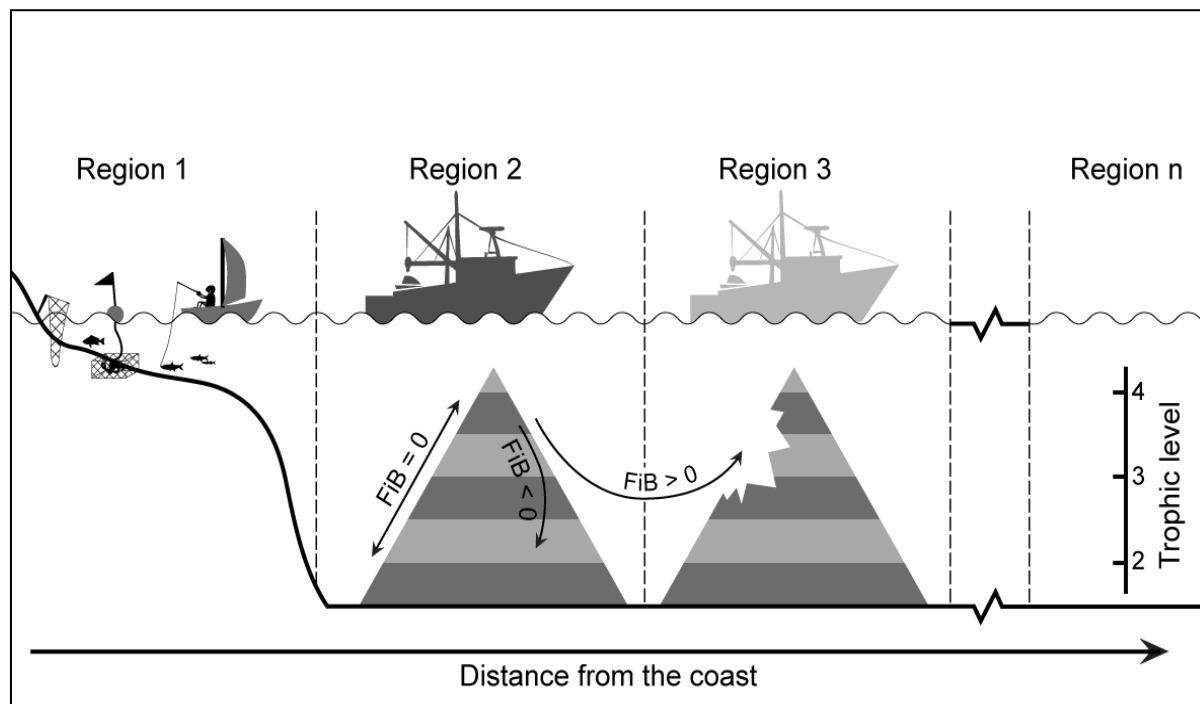 Region 1
Region 2
Region 3
Region n
FiB = 0
FiB < 0
FiB > 0
4
3
2
Trophic level
Distance from the coast